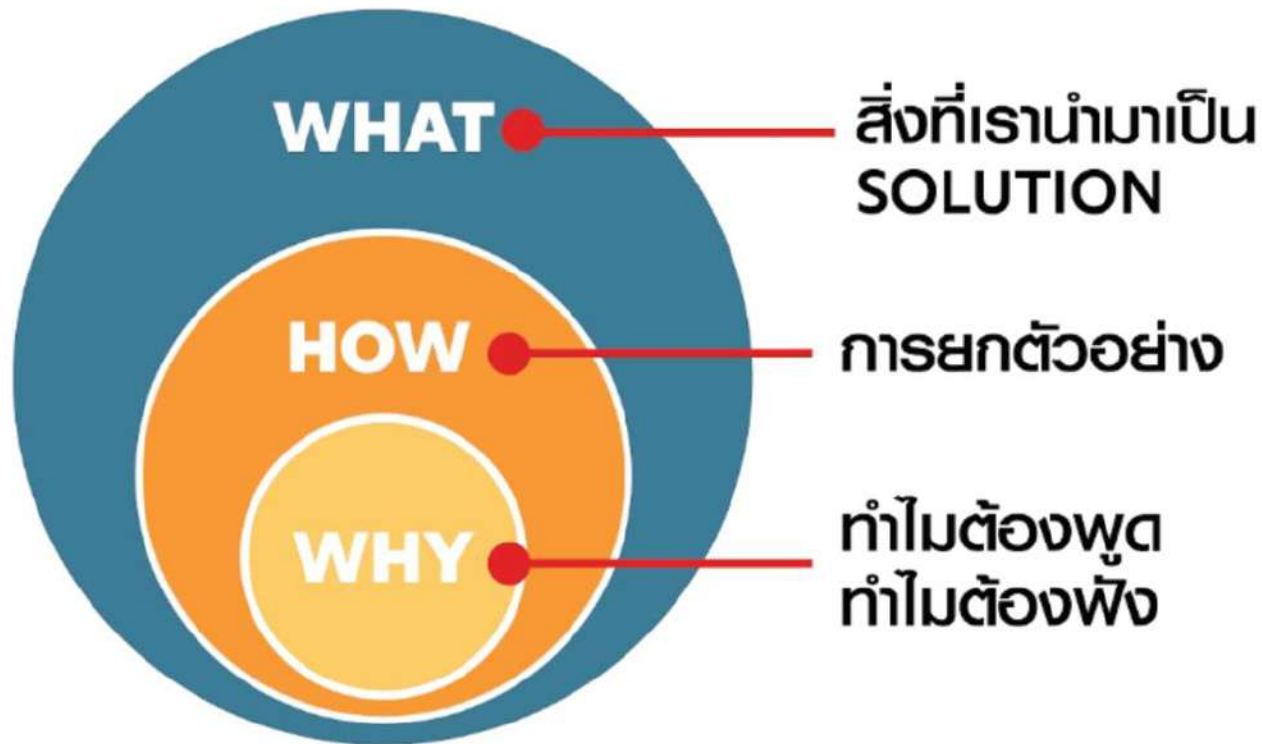 WHAT
สิ่งที่เรานำมาเป็น
SOLUTION
HOW
การยกตัวอย่าง
WHY
ทำไมต้องพูด
ทำไมต้องฟัง